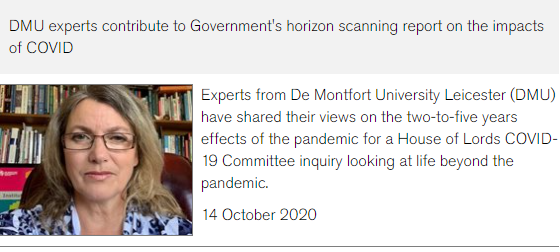 DMU experts contribute to Government's horizon scanning report on the impacts
of COVID
Experts from De Montfort University Leicester (DMU)
have shared their views on the two-to-five years
effects of the pandemic for a House of Lords COVID-
19 Committee inquiry looking at life beyond the
pandemic.
14 October 2020